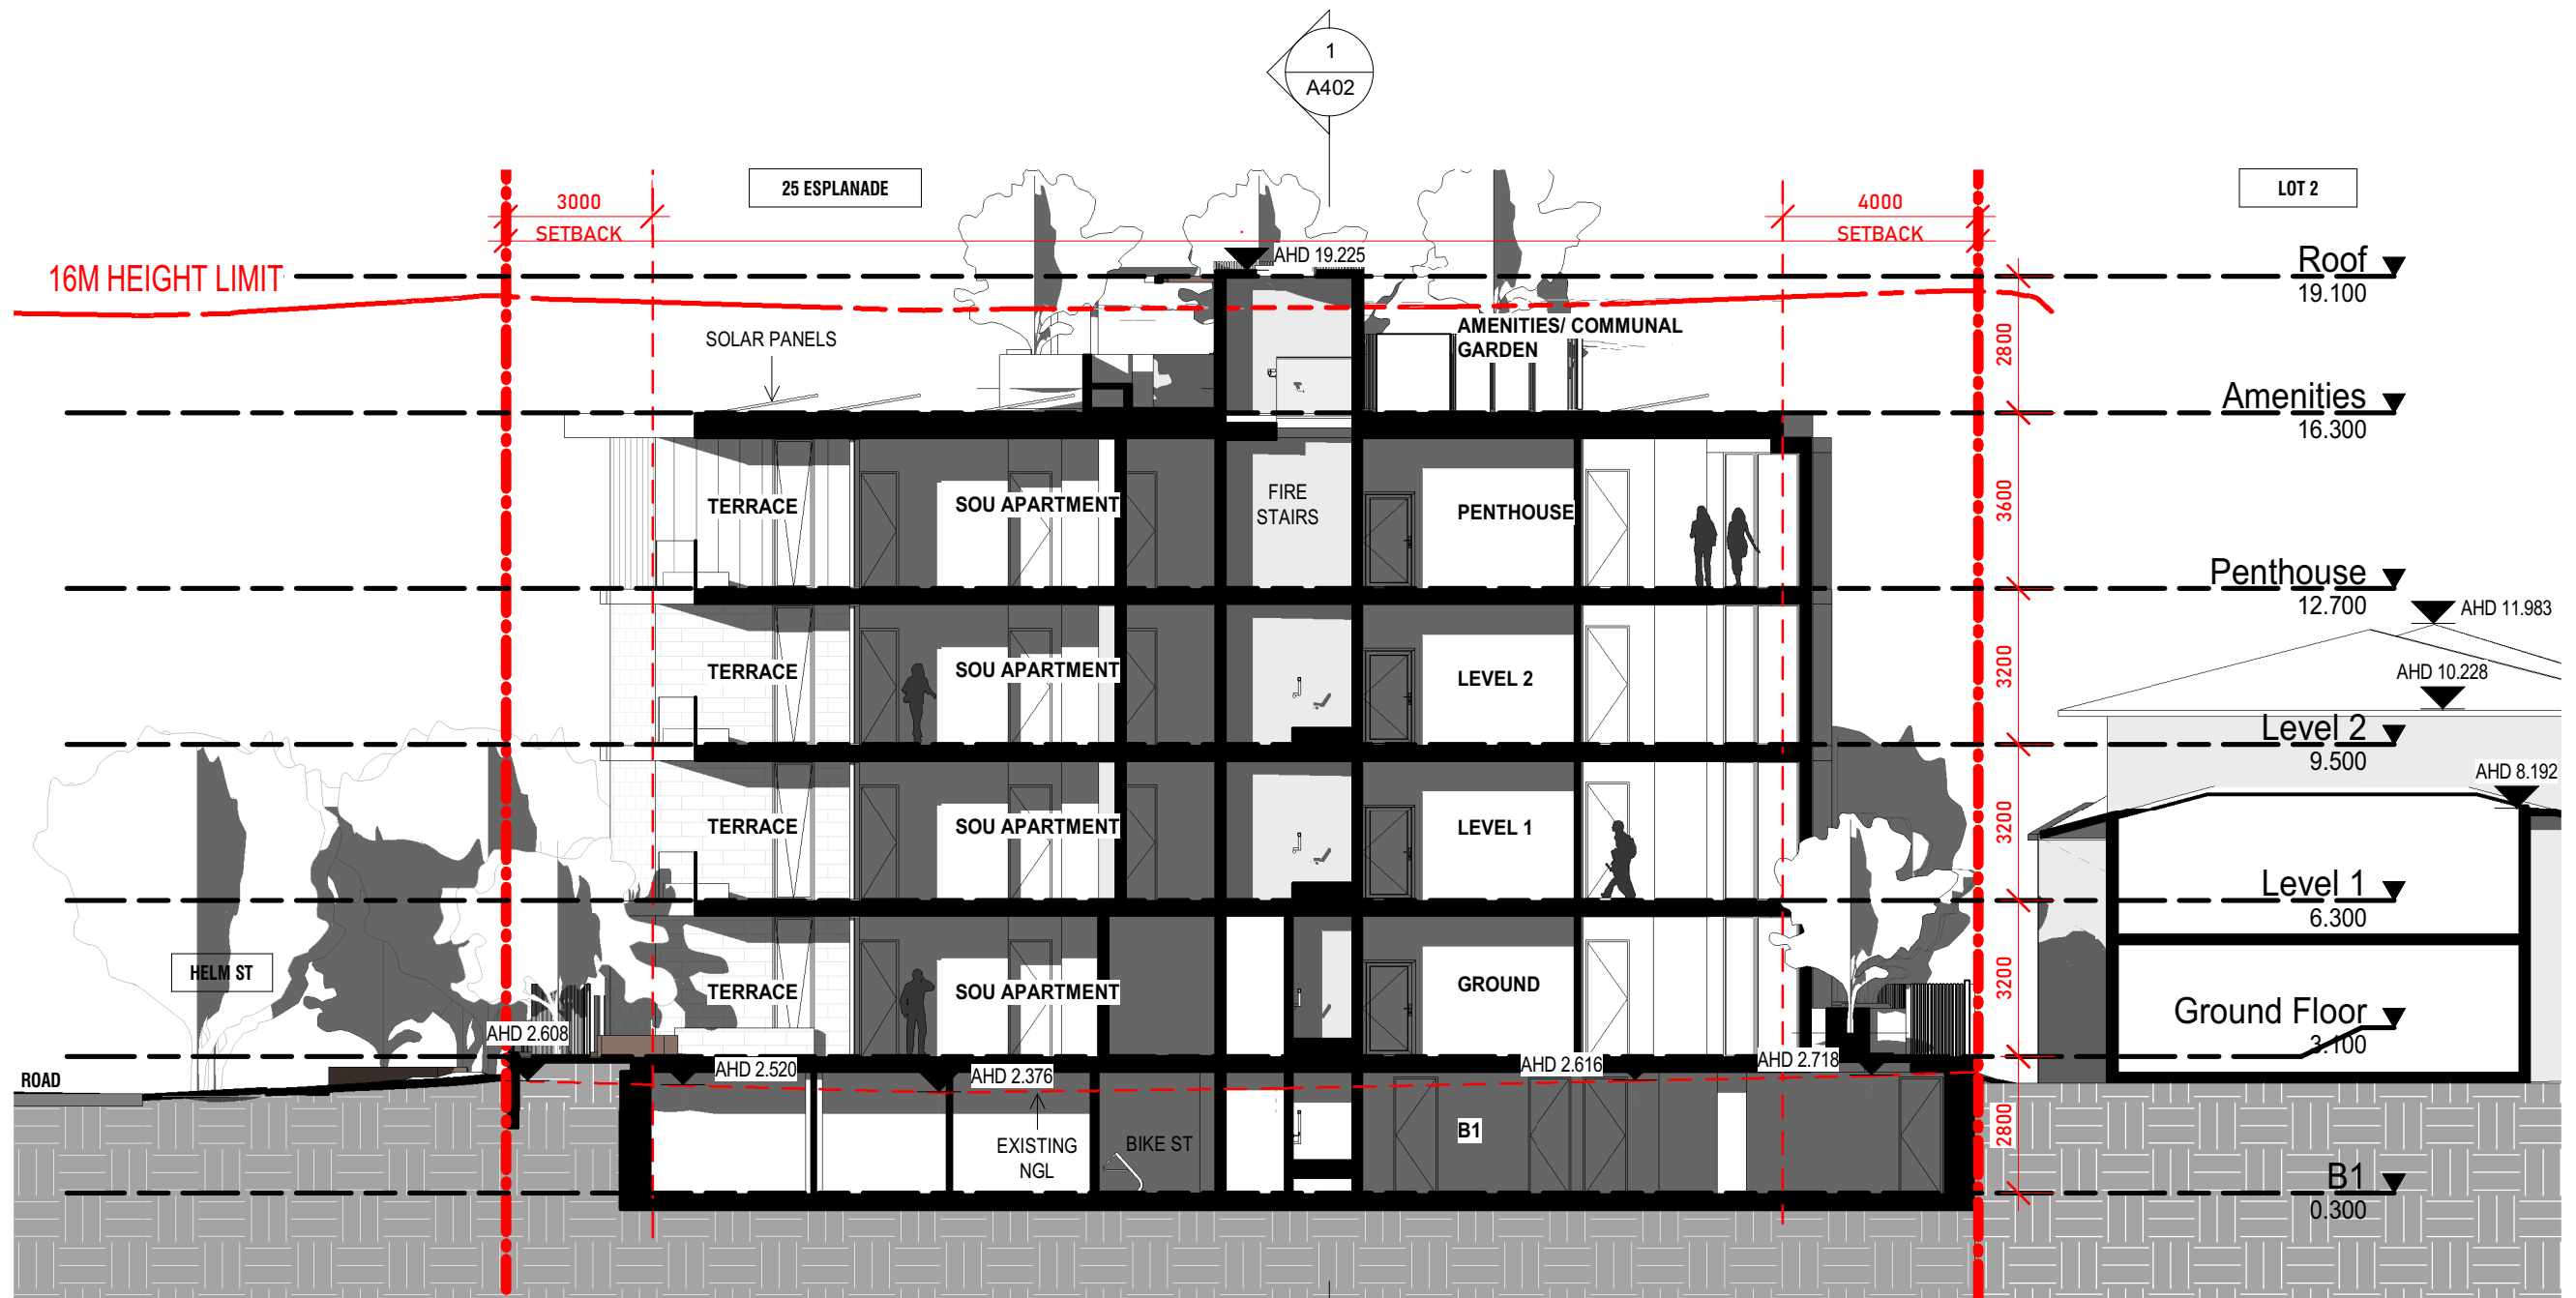 1
A402
25 ESPLANADE
LOT 2
3000
SETBACK
4000
SETBACK
AHD 19.225
16M HEIGHT LIMIT
Roof
19.100
SOLAR PANELS
AMENITIES/ COMMUNAL
GARDEN
2800
Amenities
16.300
TERRACE
SOU APARTMENT
FIRE
STAIRS
PENTHOUSE
3600
Penthouse
12.700
AHD 11.983
TERRACE
SOU APARTMENT
LEVEL 2
3200
AHD 10.228
Level 2
9.500
AHD 8.192
TERRACE
SOU APARTMENT
LEVEL 1
3200
Level 1
6.300
HELM ST
TERRACE
SOU APARTMENT
GROUND
3200
Ground Floor
3.100
AHD 2.608
ROAD
AHD 2.520
AHD 2.376
AHD 2.616
AHD 2.718
EXISTING
NGL
BIKE ST
B1
2800
B1
0.300